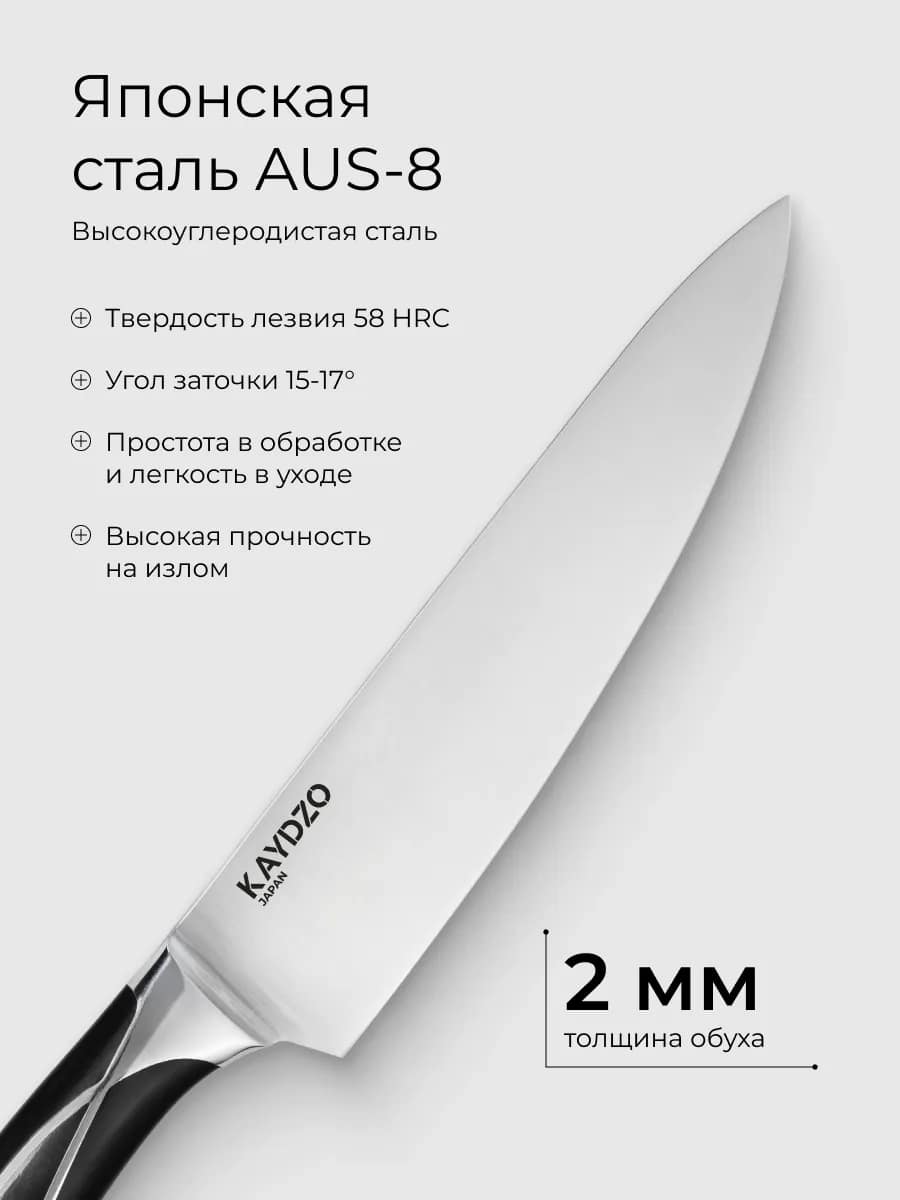 Японская
сталь AUS-8
Высокоуглеродистая сталь
Твердость лезвия 58 HRC
Угол заточки 15-17°
Простота в обработке
и легкость в уходе
Высокая прочность
на излом
KAYDZO
JAPAN
2 мм
толщина обуха